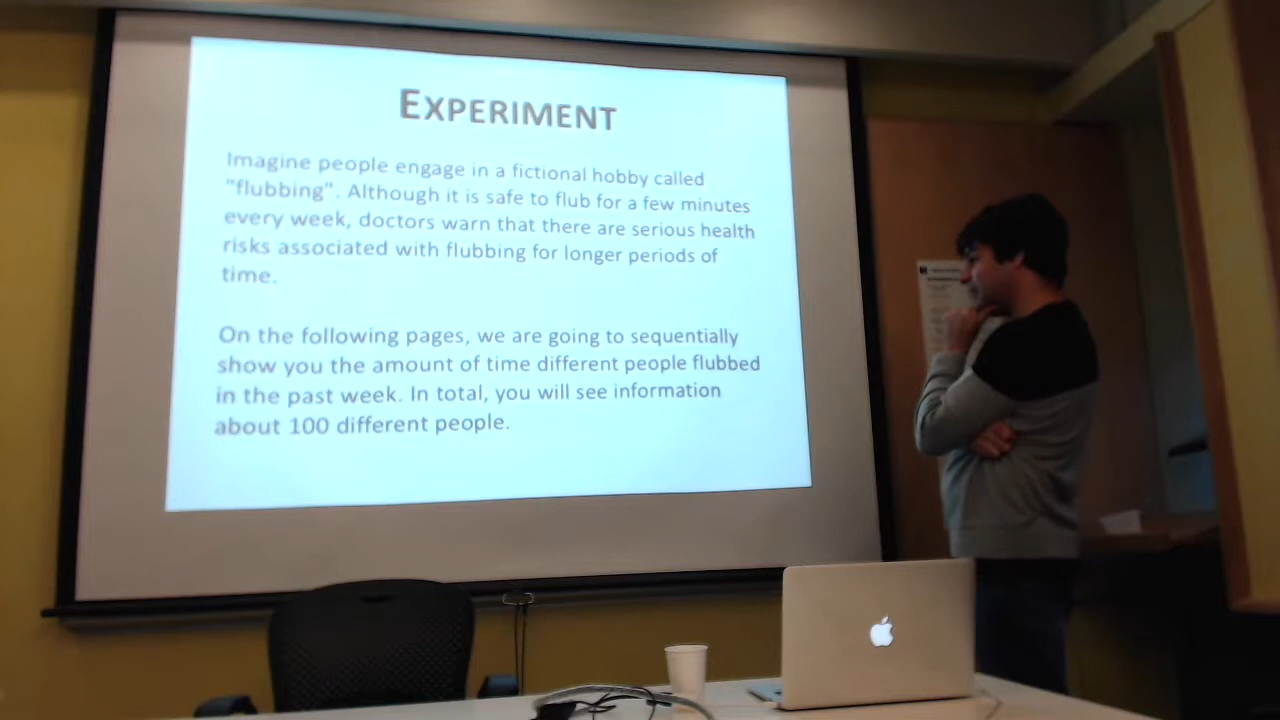 EXPERIMENT
Imagine people engage in a fictional hobby called
"flubbing". Although it is safe to flub for a few minutes
every week, doctors warn that there are serious health
risks associated with flubbing for longer periods of
time.
On the following pages, we are going to sequentially
show you the amount of time different people flubbed
in the past week. In total, you will see information
about 100 different people.